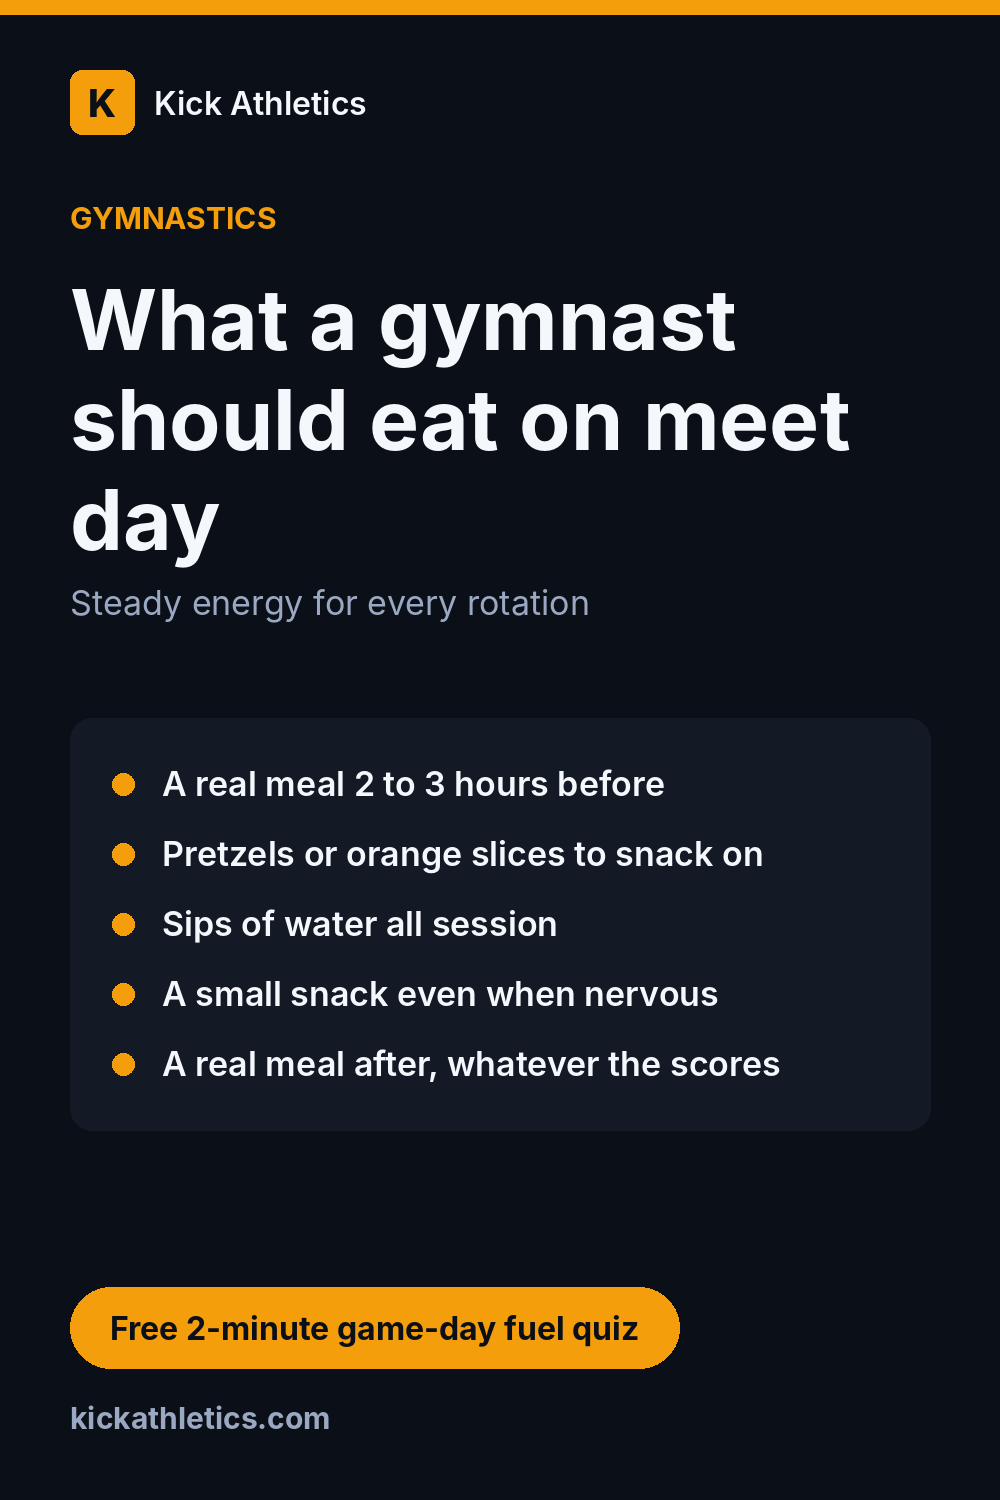 K
Kick Athletics
GYMNASTICS
What a gymnast
should eat on meet
day
Steady energy for every rotation
A real meal 2 to 3 hours before
Pretzels or orange slices to snack on
Sips of water all session
A small snack even when nervous
A real meal after, whatever the scores
Free 2-minute game-day fuel quiz
kickathletics.com